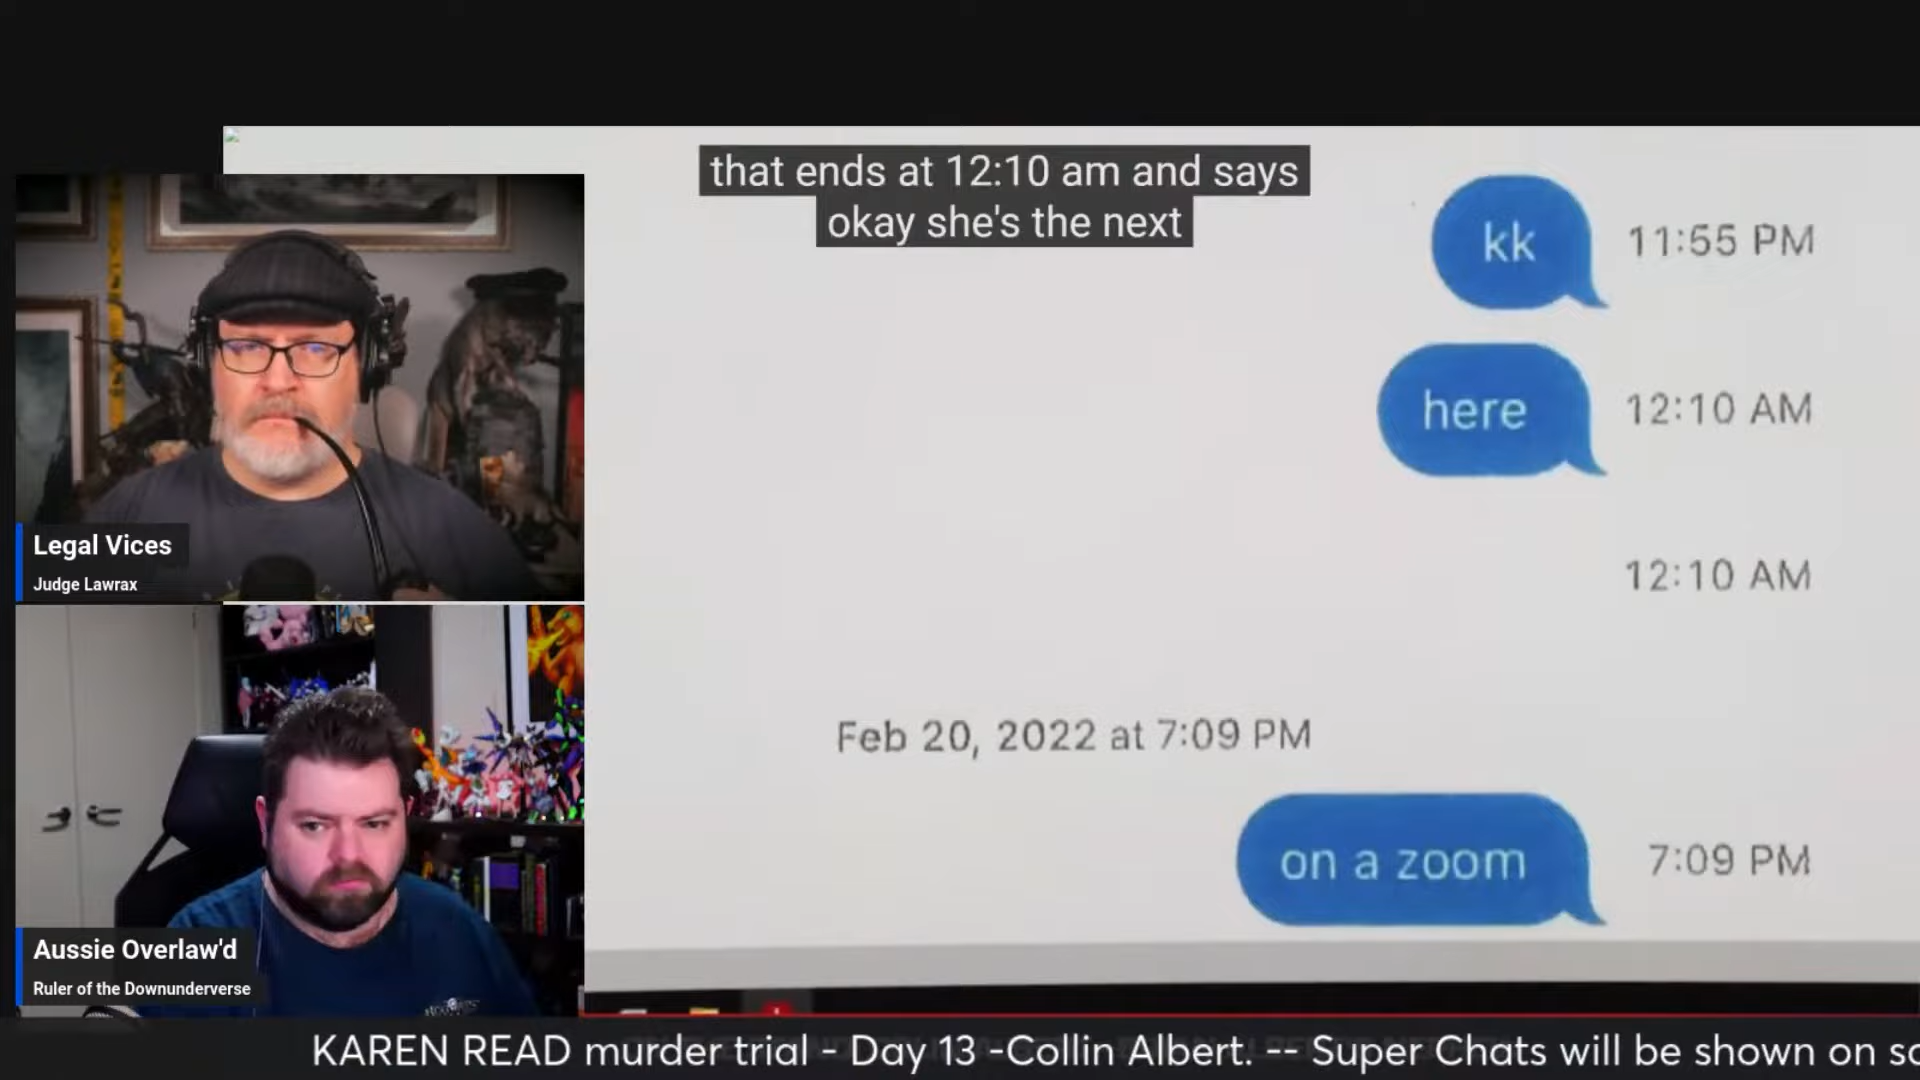 that ends at 12:10 am and says
okay she's the next
kk 11:55 PM
here 12:10 AM
12:10 AM
Feb 20, 2022 at 7:09 PM
on a zoom 7:09 PM
Legal Vices
Judge Lawrax
Aussie Overlaw'd
Ruler of the Downunderverse
KAREN READ murder trial - Day 13 -Collin Albert. -- Super Chats will be shown on sc